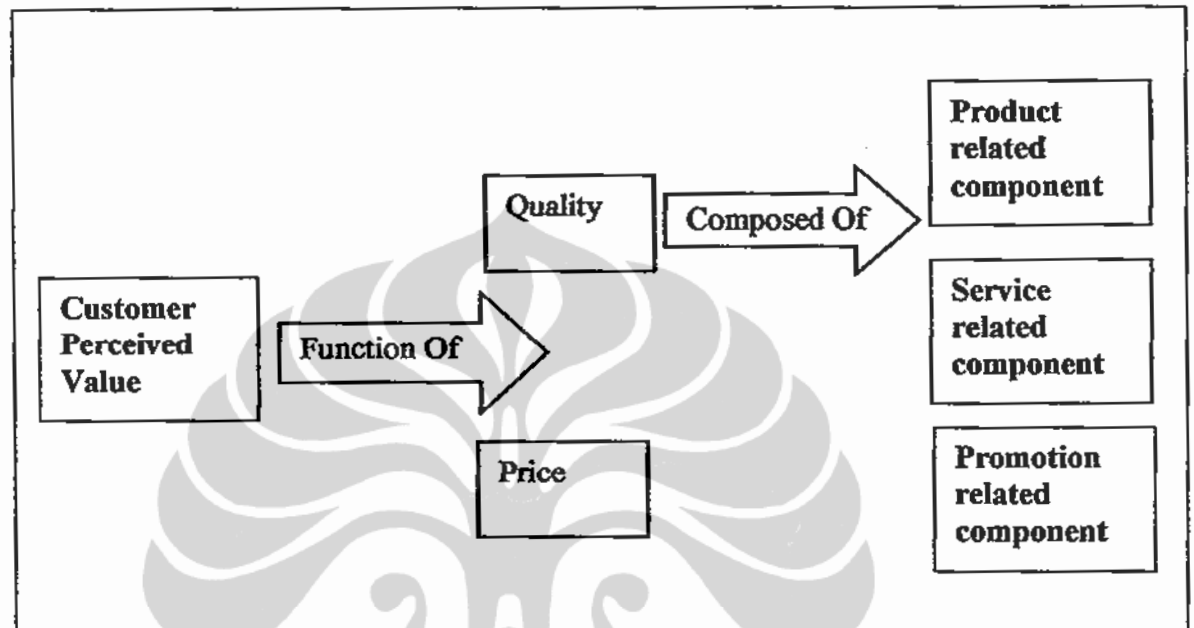 Customer
Perceived
Value
Function Of
Quality
Price
Composed Of
Product
related
component
Service
related
component
Promotion
related
component